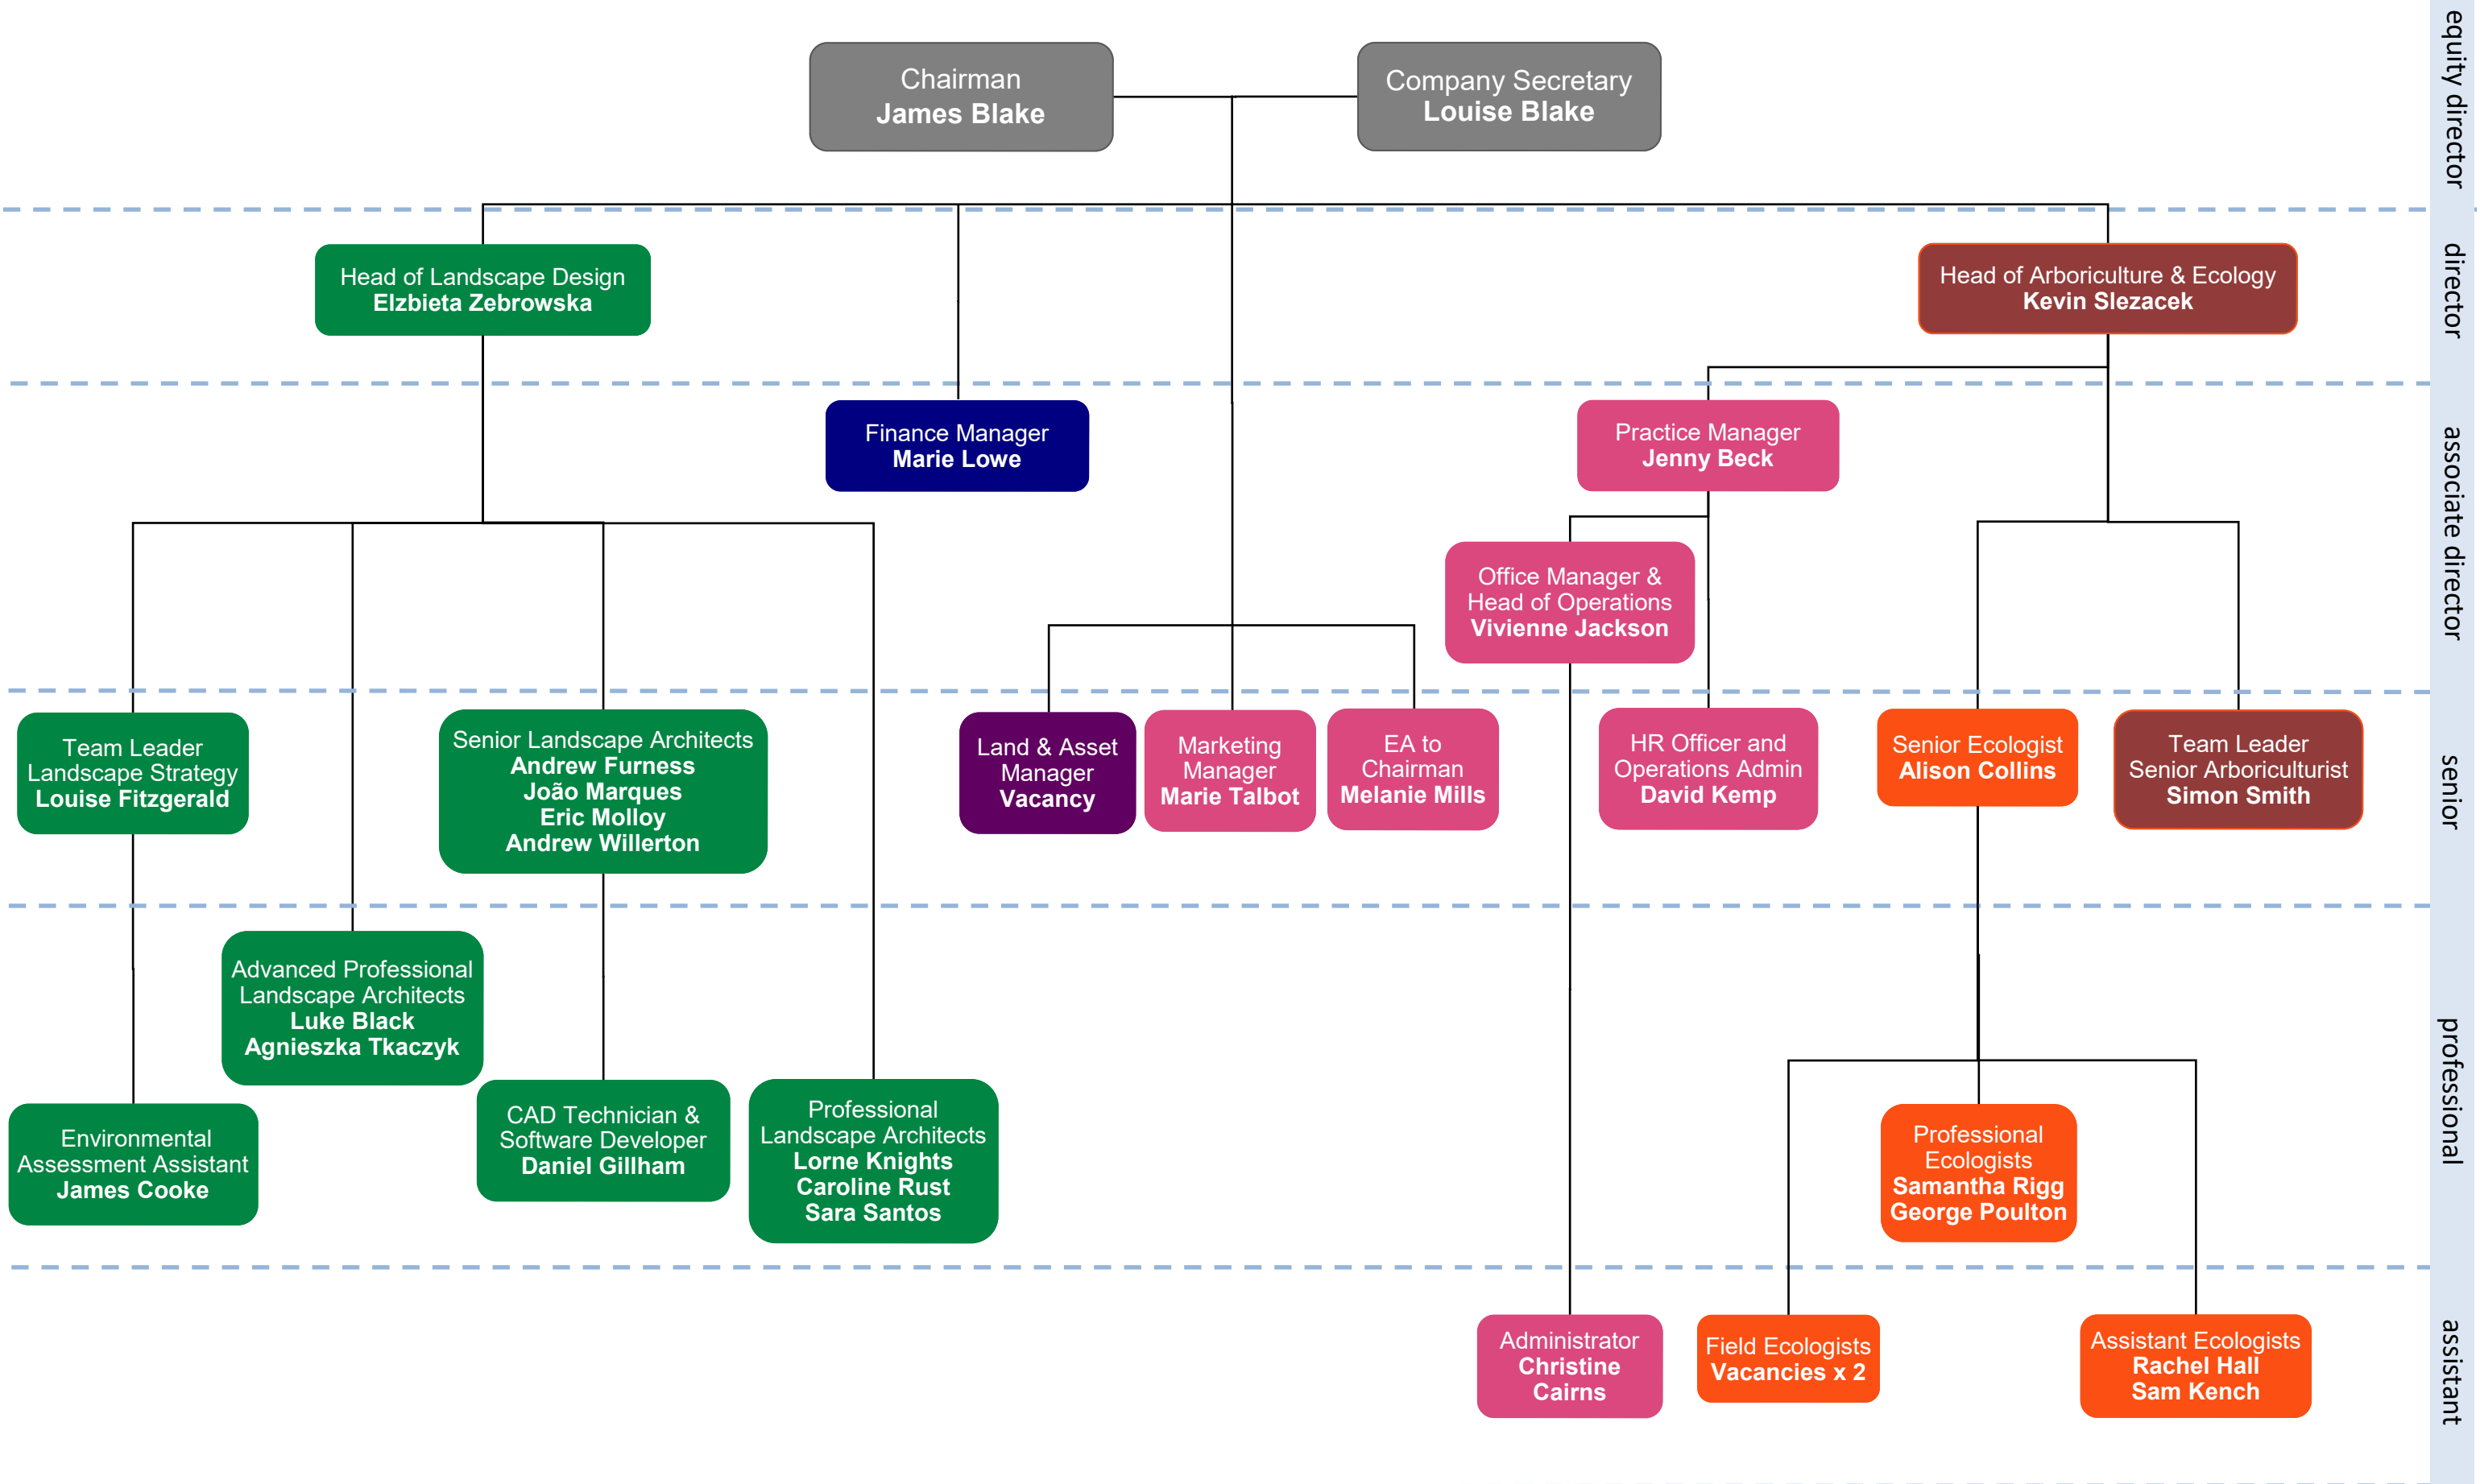 Chairman
James Blake
Company Secretary
Louise Blake
equity director
Head of Landscape Design
Elzbieta Zebrowska
Head of Arboriculture & Ecology
Kevin Slezacek
director
Finance Manager
Marie Lowe
Practice Manager
Jenny Beck
Office Manager &
Head of Operations
Vivienne Jackson
associate director
Team Leader
Landscape Strategy
Louise Fitzgerald
Senior Landscape Architects
Andrew Furness
João Marques
Eric Molloy
Andrew Willerton
Land & Asset
Manager
Vacancy
Marketing
Manager
Marie Talbot
EA to
Chairman
Melanie Mills
HR Officer and
Operations Admin
David Kemp
Senior Ecologist
Alison Collins
Team Leader
Senior Arboriculturist
Simon Smith
senior
Advanced Professional
Landscape Architects
Luke Black
Agnieszka Tkaczyk
Environmental
Assessment Assistant
James Cooke
CAD Technician &
Software Developer
Daniel Gillham
Professional
Landscape Architects
Lorne Knights
Caroline Rust
Sara Santos
Professional
Ecologists
Samantha Rigg
George Poulton
professional
Administrator
Christine
Cairns
Field Ecologists
Vacancies x 2
Assistant Ecologists
Rachel Hall
Sam Kench
assistant